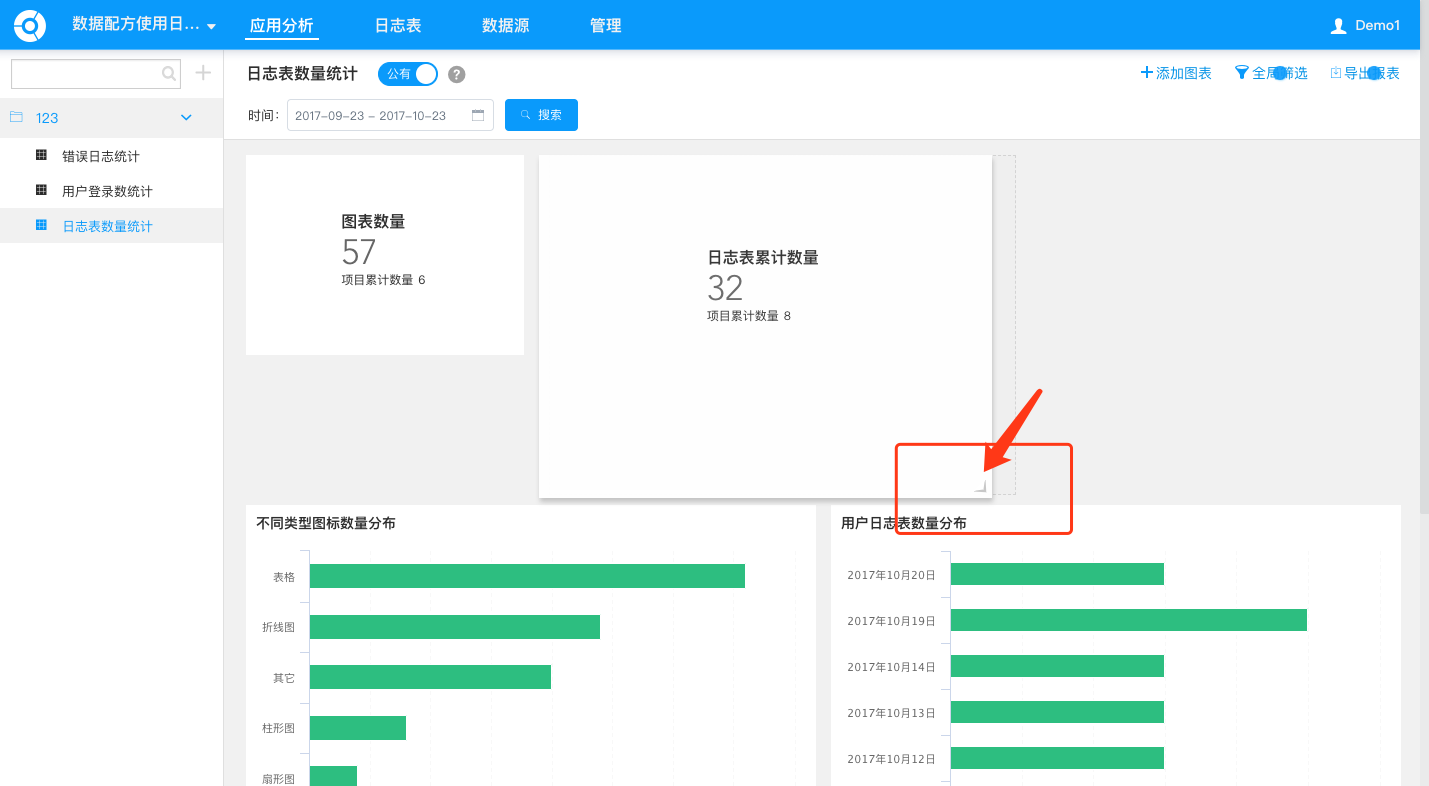 数据配方使用日...
应用分析
日志表
数据源
管理
Demo1
123
错误日志统计
用户登录数统计
日志表数量统计
日志表数量统计
公有
?
添加图表
全局筛选
导出报表
时间：
2017-09-23 - 2017-10-23
搜索
图表数量
57
项目累计数量 6
日志表累计数量
32
项目累计数量 8
不同类型图标数量分布
表格
折线图
其它
柱形图
扇形图
用户日志表数量分布
2017年10月20日
2017年10月19日
2017年10月14日
2017年10月13日
2017年10月12日